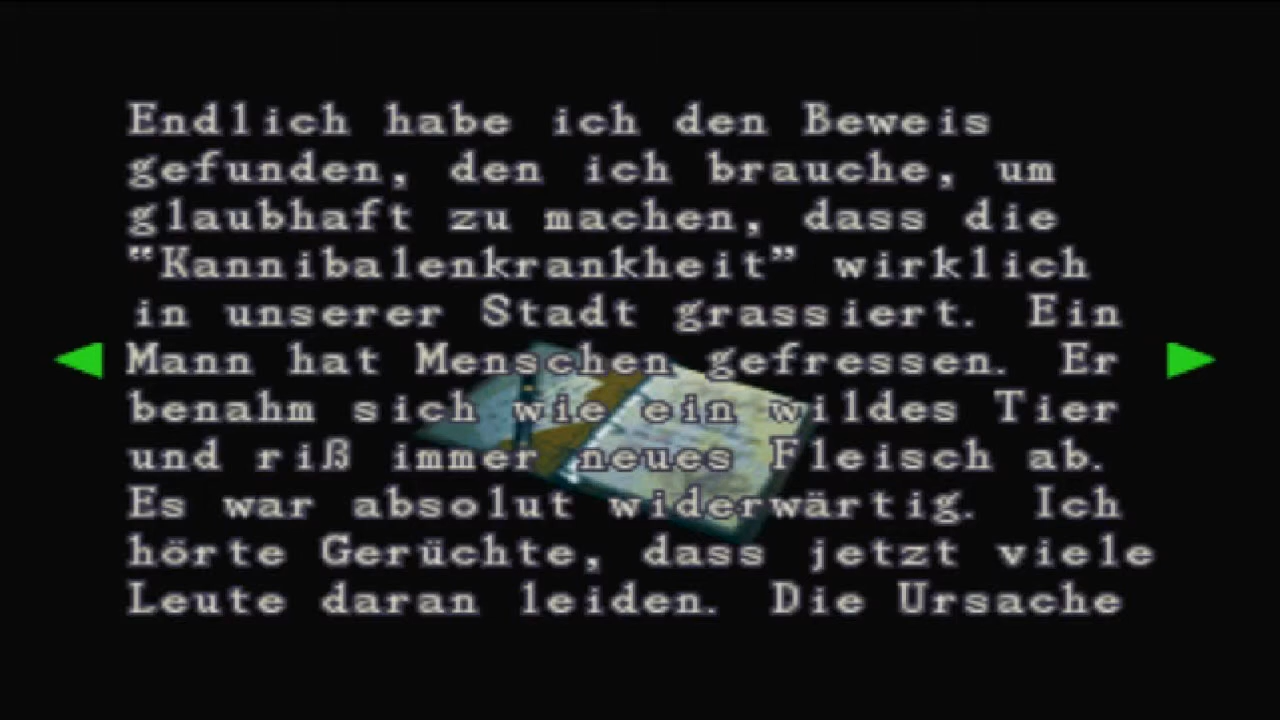 Endlich habe ich den Beweis
gefunden, den ich brauche, um
glaubhaft zu machen, dass die
"Kannibalenkrankheit" wirklich
in unserer Stadt grassiert. Ein
Mann hat Menschen gefressen. Er
benahm sich wie ein wildes Tier
und riß immer neues Fleisch ab.
Es war absolut widerwärtig. Ich
hörte Gerüchte, dass jetzt viele
Leute daran leiden. Die Ursache